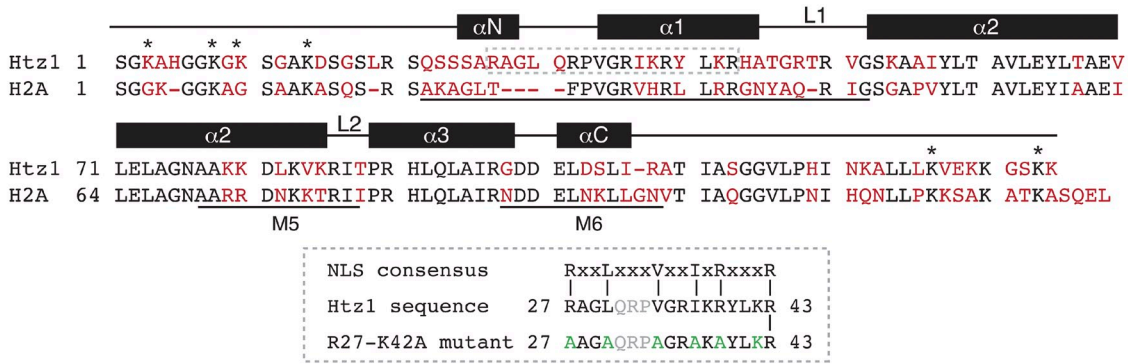 αN α1 L1 α2
* * * *
Htz1 1 SGKAHGGKGK SGAKDSGSLR SQSSSARAGL QRPVGRIKRY LKRHATGRTR VGSKAAIYLT AVLEYLTAEV
H2A 1 SGGK-GGKAG SAAKASQS-R SAKAGLT--- -FPVGRVHRL LRRGNYAQ-R IGSGAPVYLT AVLEYIAAEI
α2 L2 α3 αC
* *
Htz1 71 LELAGNAAKK DLKVKRITPR HLQLAIRGDD ELDSLI-RAT IASGGVLPHI NKALLLKVEKK GSKK
H2A 64 LELAGNAARR DNKKTRIIPR HLQLAIRNDD ELNKLLGNVT IAQGGVLPNI HQNLLPKKSAK ATKASQEL
M5 M6
NLS consensus RxxLxxxVxxIxRxxxR
Htz1 sequence 27 RAGLQRPVGRIKRYLKR 43
R27-K42A mutant 27 AAGAQRPAGRAKAYLKR 43